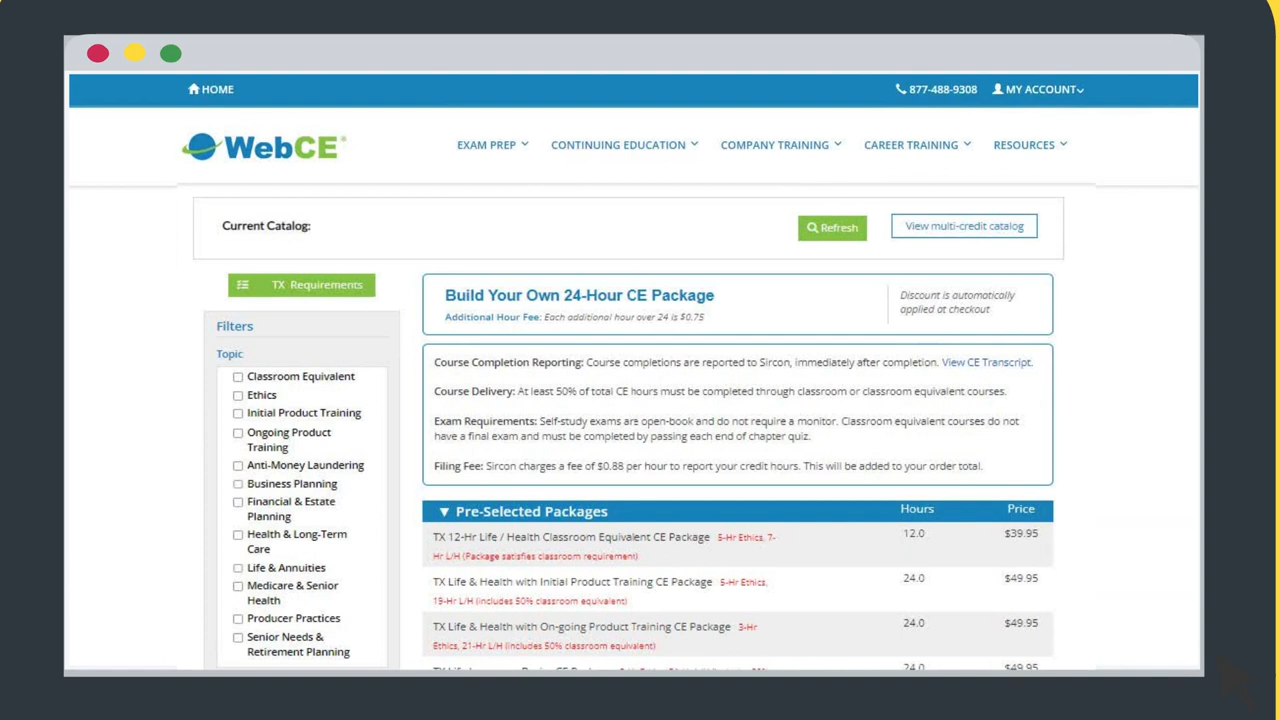 HOME
877-488-9308
MY ACCOUNT
WebCE®
EXAM PREP
CONTINUING EDUCATION
COMPANY TRAINING
CAREER TRAINING
RESOURCES
Current Catalog:
Refresh
View multi-credit catalog
TX Requirements
Filters
Topic
Classroom Equivalent
Ethics
Initial Product Training
Ongoing Product
Training
Anti-Money Laundering
Business Planning
Financial & Estate
Planning
Health & Long-Term
Care
Life & Annuities
Medicare & Senior
Health
Producer Practices
Senior Needs &
Retirement Planning
Build Your Own 24-Hour CE Package
Additional Hour Fee: Each additional hour over 24 is $0.75
Discount is automatically
applied at checkout
Course Completion Reporting: Course completions are reported to Sircon, immediately after completion. View CE Transcript.
Course Delivery: At least 50% of total CE hours must be completed through classroom or classroom equivalent courses.
Exam Requirements: Self-study exams are open-book and do not require a monitor. Classroom equivalent courses do not
have a final exam and must be completed by passing each end of chapter quiz.
Filing Fee: Sircon charges a fee of $0.88 per hour to report your credit hours. This will be added to your order total.
▼ Pre-Selected Packages Hours Price
TX 12-Hr Life / Health Classroom Equivalent CE Package 5-Hr Ethics, 7- 12.0 $39.95
Hr L/H (Package satisfies classroom requirement)
TX Life & Health with Initial Product Training CE Package 5-Hr Ethics, 24.0 $49.95
19-Hr L/H (includes 50% classroom equivalent)
TX Life & Health with On-going Product Training CE Package 3-Hr 24.0 $49.95
Ethics, 21-Hr L/H (includes 50% classroom equivalent)
24.0 $49.95